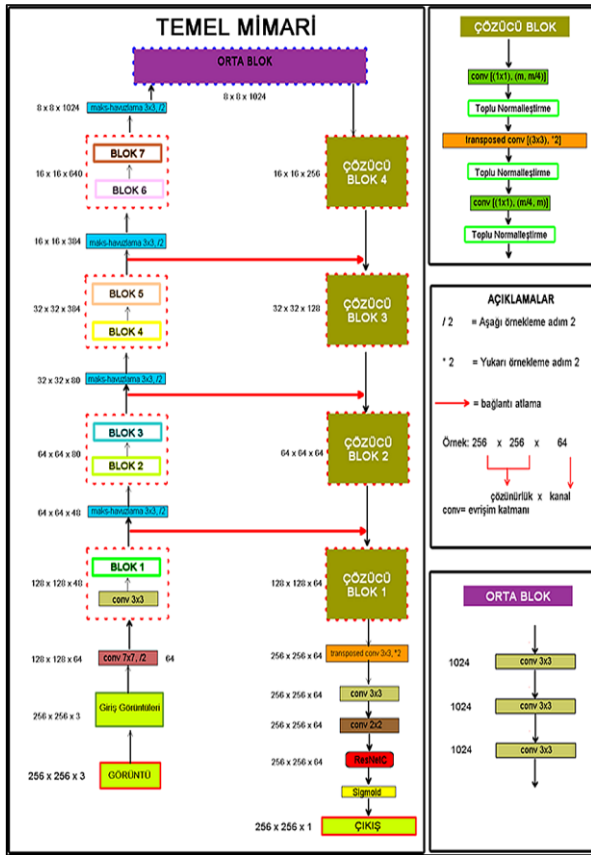 TEMEL MİMARİ
ORTA BLOK
8 x 8 x 1024
8 x 8 x 1024
maks-havuzlama 3x3, /2
BLOK 7
16 x 16 x 640
BLOK 6
ÇÖZÜCÜ
BLOK 4
16 x 16 x 256
16 x 16 x 384
maks-havuzlama 3x3, /2
BLOK 5
32 x 32 x 384
BLOK 4
ÇÖZÜCÜ
BLOK 3
32 x 32 x 128
32 x 32 x 80
maks-havuzlama 3x3, /2
BLOK 3
64 x 64 x 80
BLOK 2
ÇÖZÜCÜ
BLOK 2
64 x 64 x 64
64 x 64 x 48
maks-havuzlama 3x3, /2
BLOK 1
128 x 128 x 48
conv 3x3
ÇÖZÜCÜ
BLOK 1
128 x 128 x 64
128 x 128 x 64
conv 7x7, /2
64
256 x 256 x 64
transposed conv 3x3, *2
Giriş Görüntüleri
256 x 256 x 3
256 x 256 x 64
conv 3x3
256 x 256 x 64
conv 2x2
256 x 256 x 64
ResNetC
256 x 256 x 3
GÖRÜNTÜ
Sigmoid
256 x 256 x 1
ÇIKIŞ
ÇÖZÜCÜ BLOK
conv [(1x1), (m, m/4)]
Toplu Normalleştirme
transposed conv [(3x3), *2]
Toplu Normalleştirme
conv [(1x1), (m/4, m)]
Toplu Normalleştirme
AÇIKLAMALAR
/ 2 = Aşağı örnekleme adım 2
* 2 = Yukarı örnekleme adım 2
= bağlantı atlama
Örnek: 256 x 256 x 64
çözünürlük x kanal
conv= evrişim katmanı
ORTA BLOK
1024
conv 3x3
1024
conv 3x3
1024
conv 3x3